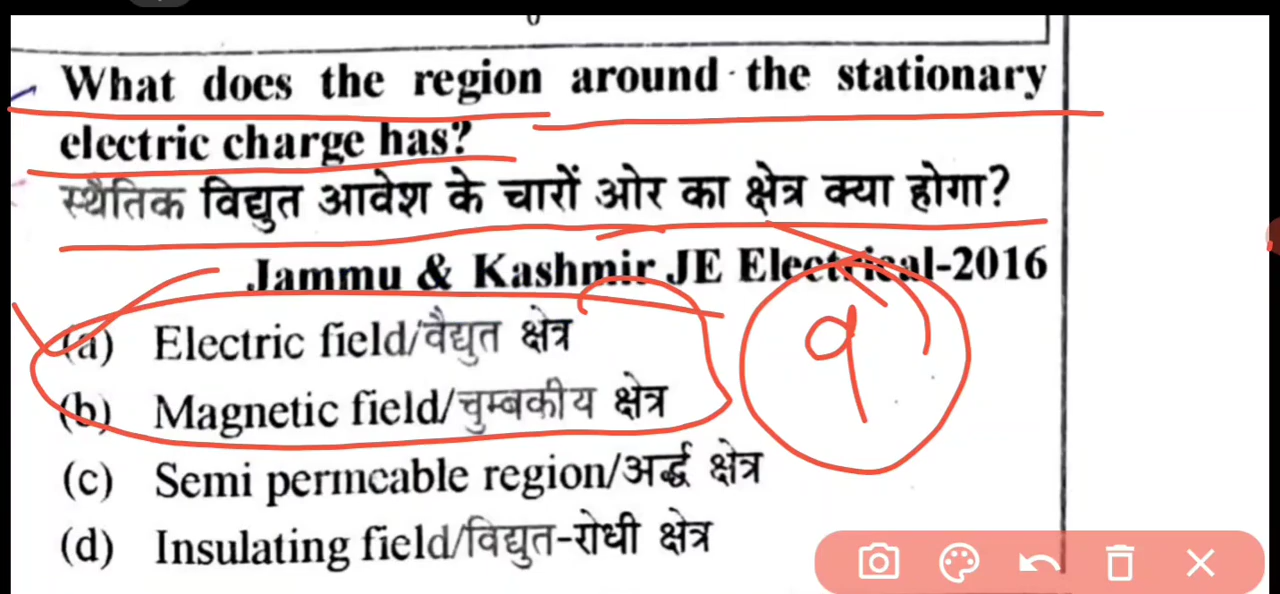 What does the region around the stationary
electric charge has?
स्थैतिक विद्युत आवेश के चारों ओर का क्षेत्र क्या होगा?
Jammu & Kashmir JE Electrical-2016
(a) Electric field/वैद्युत क्षेत्र
(b) Magnetic field/चुम्बकीय क्षेत्र
q
(c) Semi permeable region/अर्द्ध क्षेत्र
(d) Insulating field/विद्युत-रोधी क्षेत्र